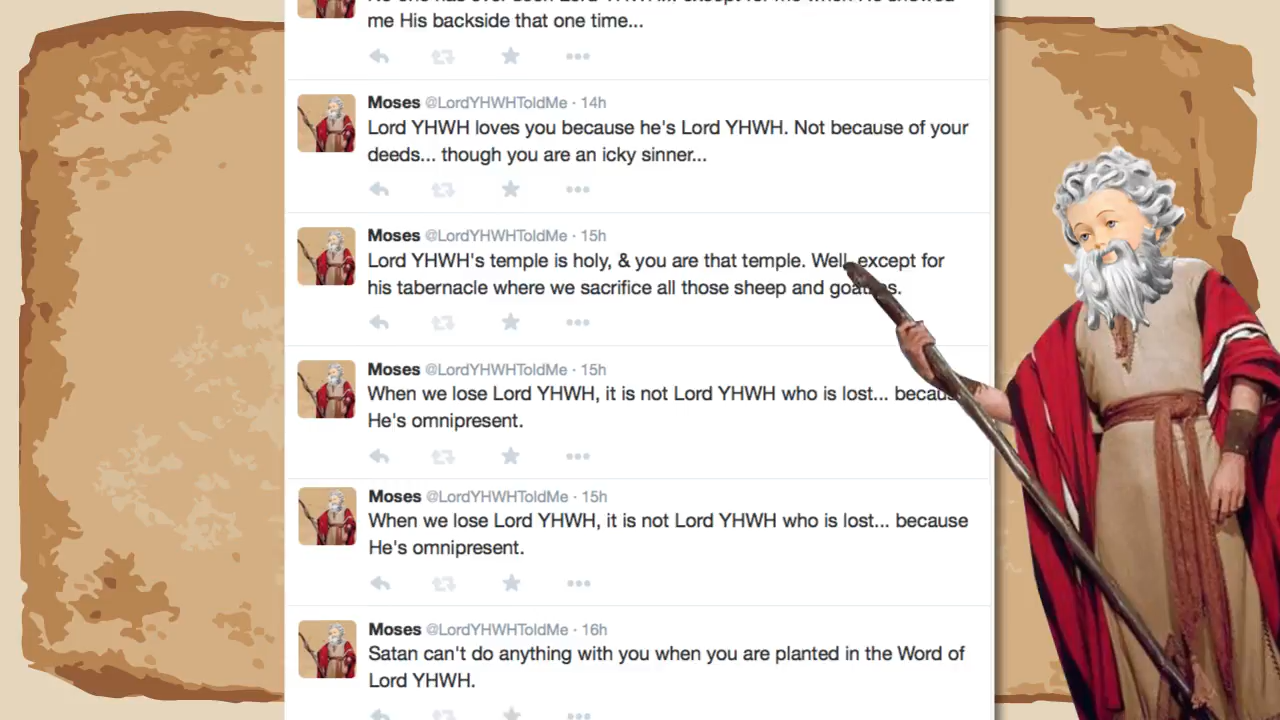 me His backside that one time...
Moses @LordYHWHToldMe · 14h
Lord YHWH loves you because he's Lord YHWH. Not because of your
deeds... though you are an icky sinner...
Moses @LordYHWHToldMe · 15h
Lord YHWH's temple is holy, & you are that temple. Well, except for
his tabernacle where we sacrifice all those sheep and
Moses @LordYHWHToldMe · 15h
When we lose Lord YHWH, it is not Lord YHWH who is lost... because
He's omnipresent.
Moses @LordYHWHToldMe · 15h
When we lose Lord YHWH, it is not Lord YHWH who is lost... because
He's omnipresent.
Moses @LordYHWHToldMe · 16h
Satan can't do anything with you when you are planted in the Word of
Lord YHWH.